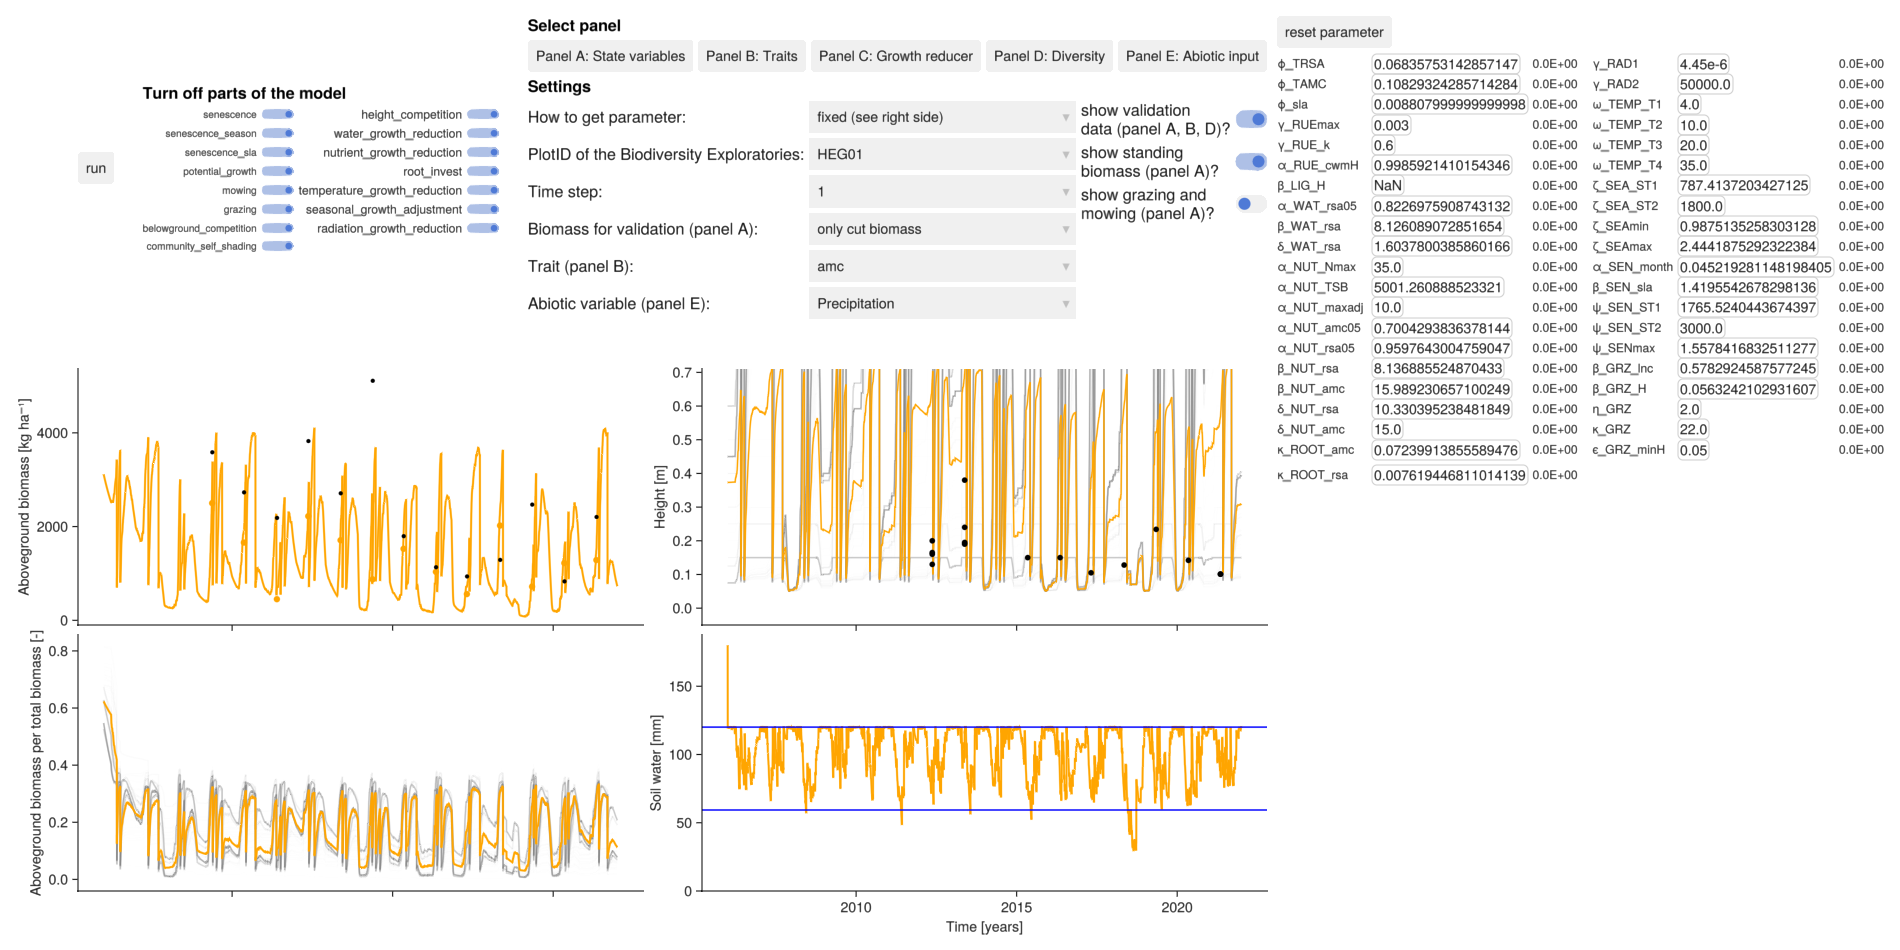 Select panel
Panel A: State variables
Panel B: Traits
Panel C: Growth reducer
Panel D: Diversity
Panel E: Abiotic input
Settings
How to get parameter:
fixed (see right side)
PlotID of the Biodiversity Exploratories:
HEG01
Time step:
1
Biomass for validation (panel A):
only cut biomass
Trait (panel B):
amc
Abiotic variable (panel E):
Precipitation
show validation
data (panel A, B, D)?
show standing
biomass (panel A)?
show grazing and
mowing (panel A)?
run
Turn off parts of the model
senescence
senescence_season
senescence_sla
potential_growth
mowing
grazing
belowground_competition
community_self_shading
height_competition
water_growth_reduction
nutrient_growth_reduction
root_invest
temperature_growth_reduction
seasonal_growth_adjustment
radiation_growth_reduction
reset parameter
ϕ_TRSA 0.06835753142857147 0.0E+00
ϕ_TAMC 0.10829324285714284 0.0E+00
ϕ_sla 0.008807999999999998 0.0E+00
γ_RUEmax 0.003 0.0E+00
γ_RUE_k 0.6 0.0E+00
α_RUE_cwmH 0.9985921410154346 0.0E+00
β_LIG_H NaN 0.0E+00
α_WAT_rsa05 0.8226975908743132 0.0E+00
β_WAT_rsa 8.126089072851654 0.0E+00
δ_WAT_rsa 1.6037800385860166 0.0E+00
α_NUT_Nmax 35.0 0.0E+00
α_NUT_TSB 5001.260888523321 0.0E+00
α_NUT_maxadj 10.0 0.0E+00
α_NUT_amc05 0.7004293836378144 0.0E+00
α_NUT_rsa05 0.9597643004759047 0.0E+00
β_NUT_rsa 8.136885524870433 0.0E+00
β_NUT_amc 15.989230657100249 0.0E+00
δ_NUT_rsa 10.330395238481849 0.0E+00
δ_NUT_amc 15.0 0.0E+00
κ_ROOT_amc 0.07239913855589476 0.0E+00
κ_ROOT_rsa 0.007619446811014139 0.0E+00
γ_RAD1 4.45e-6 0.0E+00
γ_RAD2 50000.0 0.0E+00
ω_TEMP_T1 4.0 0.0E+00
ω_TEMP_T2 10.0 0.0E+00
ω_TEMP_T3 20.0 0.0E+00
ω_TEMP_T4 35.0 0.0E+00
ζ_SEA_ST1 787.4137203427125 0.0E+00
ζ_SEA_ST2 1800.0 0.0E+00
ζ_SEAmin 0.9875135258303128 0.0E+00
ζ_SEAmax 2.4441875292322384 0.0E+00
α_SEN_month 0.045219281148198405 0.0E+00
β_SEN_sla 1.4195542678298136 0.0E+00
ψ_SEN_ST1 1765.5240443674397 0.0E+00
ψ_SEN_ST2 3000.0 0.0E+00
ψ_SENmax 1.5578416832511277 0.0E+00
β_GRZ_lnc 0.5782924587577245 0.0E+00
β_GRZ_H 0.0563242102931607 0.0E+00
η_GRZ 2.0 0.0E+00
κ_GRZ 22.0 0.0E+00
ϵ_GRZ_minH 0.05 0.0E+00
Aboveground biomass [kg ha⁻¹]
4000
2000
0
Height [m]
0.7
0.6
0.5
0.4
0.3
0.2
0.1
0.0
Aboveground biomass per total biomass [-]
0.8
0.6
0.4
0.2
0.0
Soil water [mm]
150
100
50
0
2010
2015
2020
Time [years]